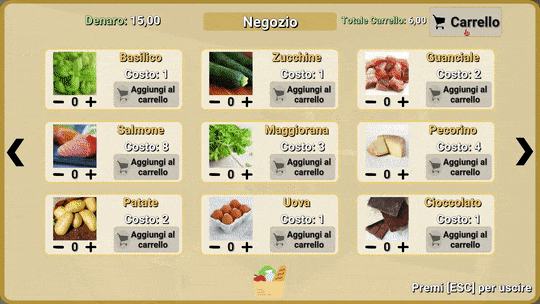 Denaro: 15,00
Negozio
Totale Carrello: 6,00
Carrello
Basilico
Costo: 1
Aggiungi al
carrello
− 0 +
Zucchine
Costo: 1
Aggiungi al
carrello
− 0 +
Guanciale
Costo: 2
Aggiungi al
carrello
− 0 +
Salmone
Costo: 8
Aggiungi al
carrello
− 0 +
Maggiorana
Costo: 3
Aggiungi al
carrello
− 0 +
Pecorino
Costo: 4
Aggiungi al
carrello
− 0 +
Patate
Costo: 2
Aggiungi al
carrello
− 0 +
Uova
Costo: 1
Aggiungi al
carrello
− 0 +
Cioccolato
Costo: 1
Aggiungi al
carrello
− 0 +
Premi [ESC] per uscire